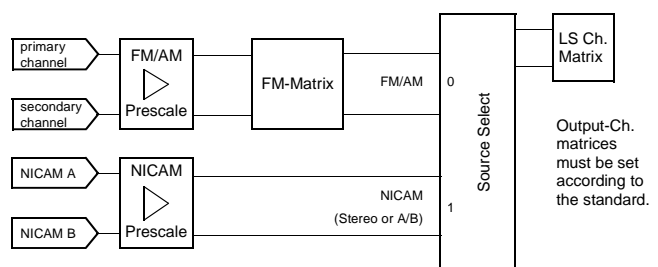 primary
channel
secondary
channel
NICAM A
NICAM B
FM/AM
Prescale
NICAM
Prescale
FM-Matrix
FM/AM
0
NICAM
(Stereo or A/B)
1
Source Select
LS Ch.
Matrix
Output-Ch.
matrices
must be set
according to
the standard.